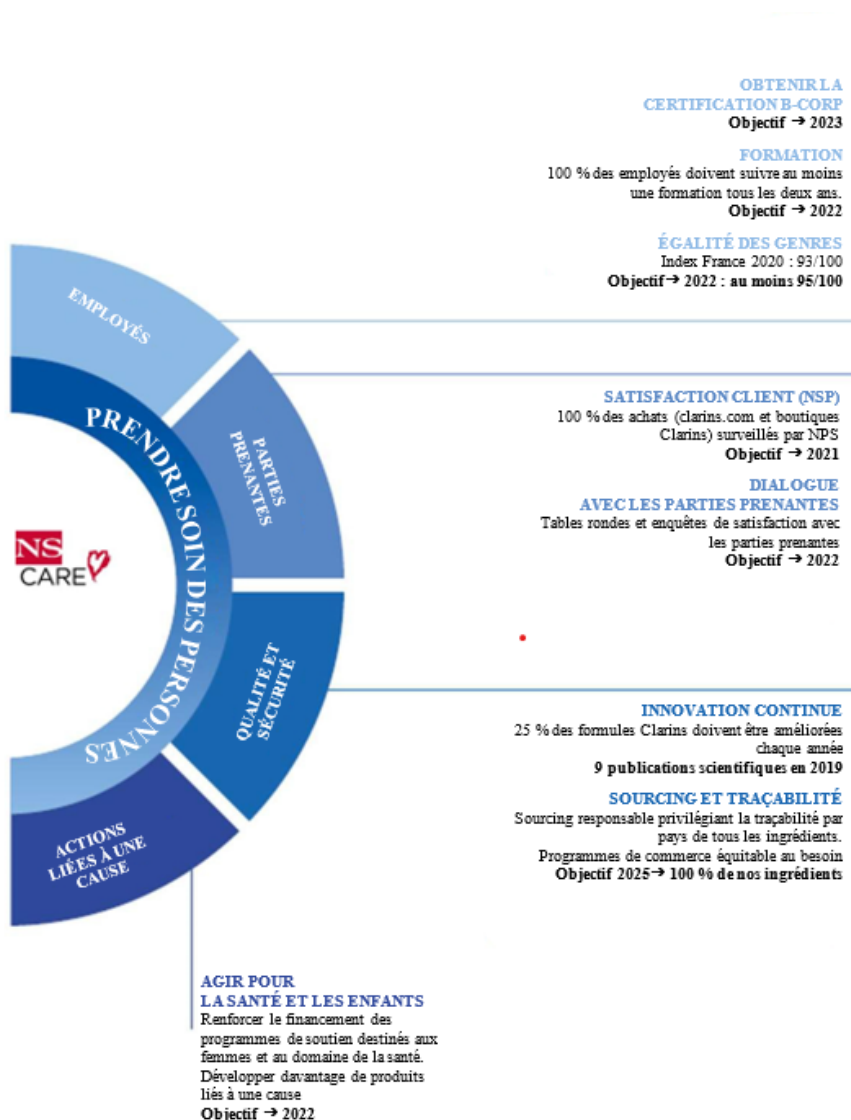 OBTENIR LA
CERTIFICATION B-CORP
Objectif → 2023
FORMATION
100 % des employés doivent suivre au moins
une formation tous les deux ans.
Objectif → 2022
ÉGALITÉ DES GENRES
Index France 2020 : 93/100
Objectif → 2022 : au moins 95/100
EMPLOYÉS
PARTIES
PRENANTES
SATISFACTION CLIENT (NSP)
100 % des achats (clarins.com et boutiques
Clarins) surveillés par NPS
Objectif → 2021
DIALOGUE
AVEC LES PARTIES PRENANTES
Tables rondes et enquêtes de satisfaction avec
les parties prenantes
Objectif → 2022
PRENDRE SOIN DES PERSONNES
NS
CARE
QUALITÉ ET
SÉCURITÉ
INNOVATION CONTINUE
25 % des formules Clarins doivent être améliorées
chaque année
9 publications scientifiques en 2019
SOURCING ET TRAÇABILITÉ
Sourcing responsable privilégiant la traçabilité par
pays de tous les ingrédients.
Programmes de commerce équitable au besoin
Objectif 2025 → 100 % de nos ingrédients
ACTIONS
LIÉES À UNE
CAUSE
AGIR POUR
LA SANTÉ ET LES ENFANTS
Renforcer le financement des
programmes de soutien destinés aux
femmes et au domaine de la santé.
Développer davantage de produits
liés à une cause
Objectif → 2022